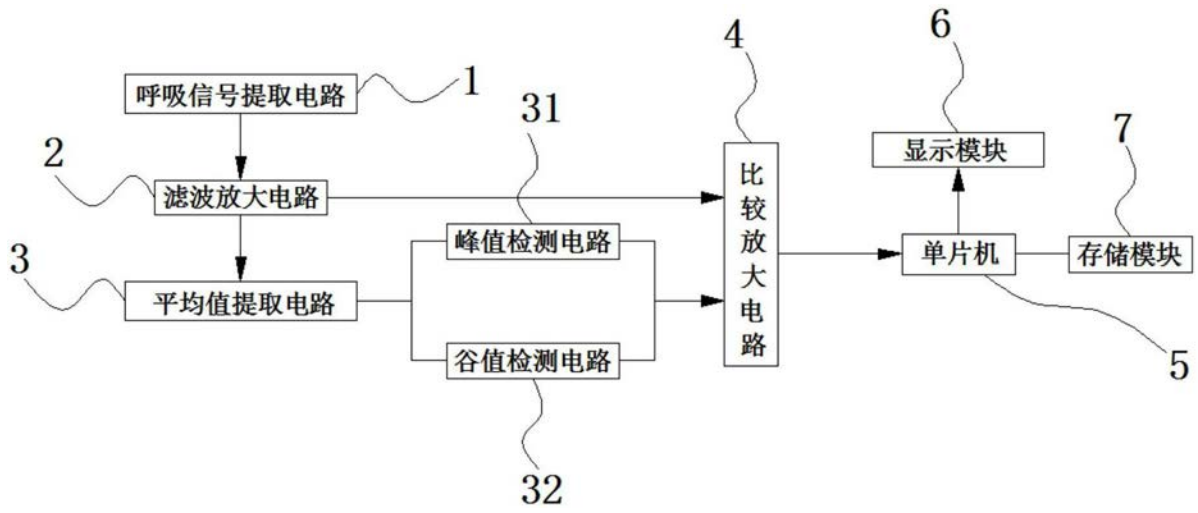 呼吸信号提取电路
1
2
滤波放大电路
3
平均值提取电路
31
峰值检测电路
谷值检测电路
32
4
比较放大电路
6
显示模块
7
单片机
存储模块
5